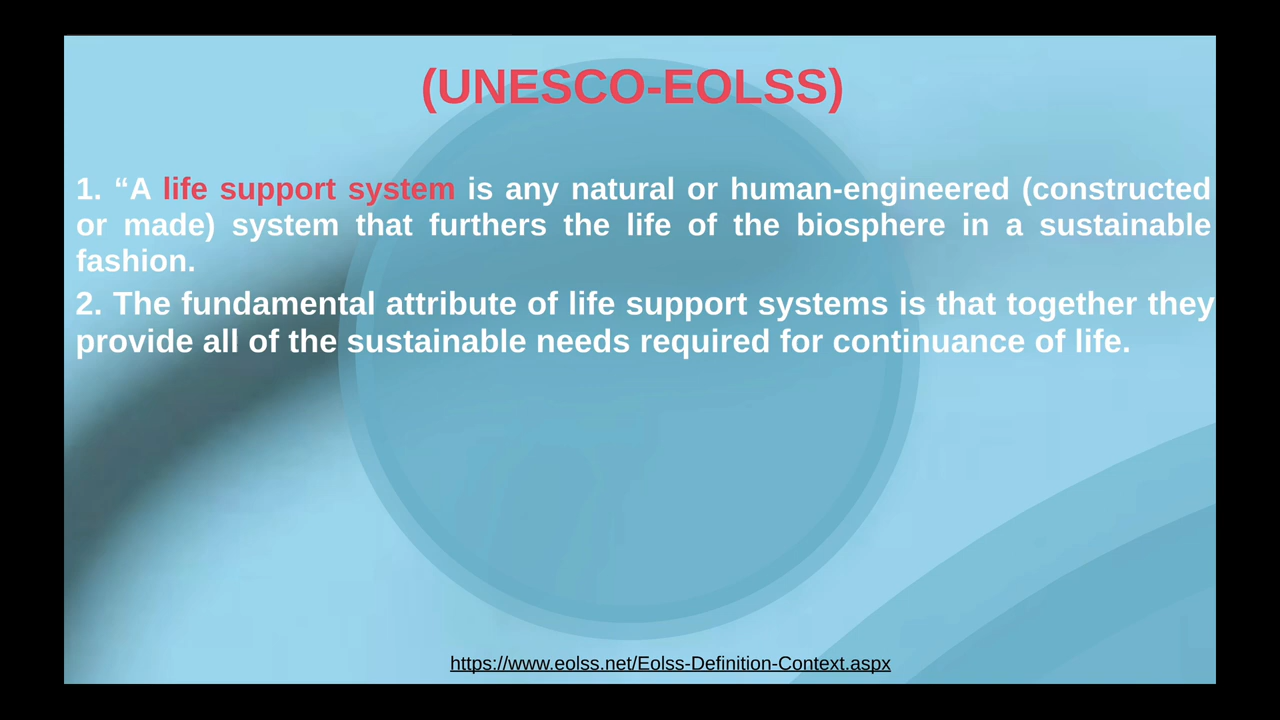 (UNESCO-EOLSS)
1. “A life support system is any natural or human-engineered (constructed
or made) system that furthers the life of the biosphere in a sustainable
fashion.
2. The fundamental attribute of life support systems is that together they
provide all of the sustainable needs required for continuance of life.
https://www.eolss.net/Eolss-Definition-Context.aspx